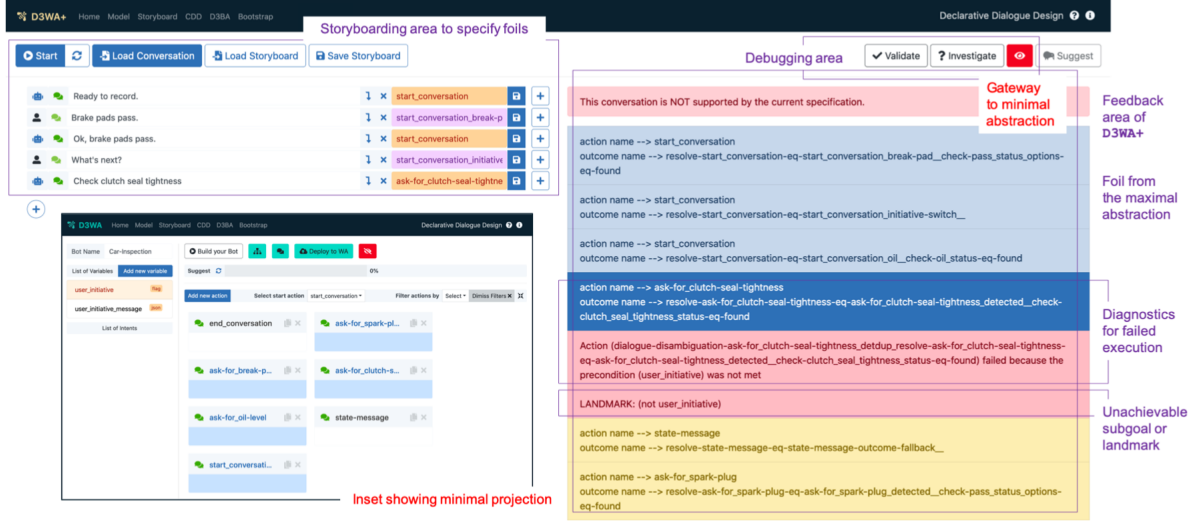 D3WA+ Home Model Storyboard CDD D3BA Bootstrap
Declarative Dialogue Design
Storyboarding area to specify foils
Start
Load Conversation
Load Storyboard
Save Storyboard
Debugging area
Validate
Investigate
Suggest
Ready to record.
start_conversation
Brake pads pass.
start_conversation_break-p
Ok, brake pads pass.
start_conversation
What's next?
start_conversation_initiative
Check clutch seal tightness
ask-for_clutch-seal-tightne
Gateway
to minimal
abstraction
This conversation is NOT supported by the current specification.
Feedback
area of
D3WA+
action name --> start_conversation
outcome name --> resolve-start_conversation-eq-start_conversation_break-pad__check-pass_status_options-
eq-found
action name --> start_conversation
outcome name --> resolve-start_conversation-eq-start_conversation_initiative-switch__
action name --> start_conversation
outcome name --> resolve-start_conversation-eq-start_conversation_oil__check-oil_status-eq-found
Foil from
the maximal
abstraction
action name --> ask-for_clutch-seal-tightness
outcome name --> resolve-ask-for_clutch-seal-tightness-eq-ask-for_clutch-seal-tightness_detected__check-
clutch_seal_tightness_status-eq-found
Action (dialogue-disambiguation-ask-for_clutch-seal-tightness_detdup_resolve-ask-for_clutch-seal-tightness-
eq-ask-for_clutch-seal-tightness_detected__check-clutch_seal_tightness_status-eq-found) failed because the
precondition (user_initiative) was not met
Diagnostics
for failed
execution
LANDMARK: (not user_initiative)
Unachievable
subgoal or
landmark
action name --> state-message
outcome name --> resolve-state-message-eq-state-message-outcome-fallback__
action name --> ask-for_spark-plug
outcome name --> resolve-ask-for_spark-plug-eq-ask-for_spark-plug_detected__check-pass_status_options-
eq-found
D3WA Home Model Storyboard CDD D3BA Bootstrap
Declarative Dialogue Design
Bot Name Car-Inspection
Build your Bot
Deploy to WA
List of Variables Add new variable
Suggest
0%
user_initiative flag
user_initiative_message json
List of Intents
Add new action
Select start action start_conversation
Filter actions by Select
Dimiss Filters
end_conversation
ask-for_spark-pl...
ask-for_break-p...
ask-for_clutch-s...
ask-for_oil-level
state-message
start_conversati...
Inset showing minimal projection